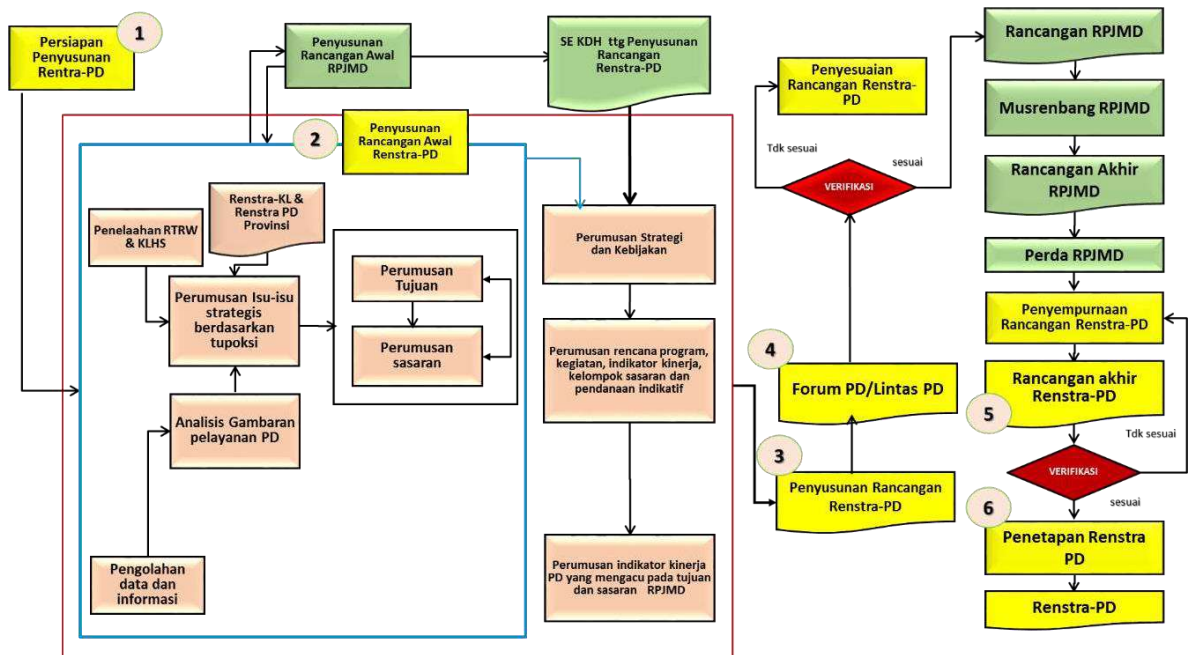 1
Persiapan
Penyusunan
Rentra-PD
Penyusunan
Rancangan Awal
RPJMD
SE KDH ttg Penyusunan
Rancangan
Renstra-PD
2
Penyusunan
Rancangan Awal
Renstra-PD
Renstra-KL &
Renstra PD
Provinsi
Penelaahan RTRW
& KLHS
Perumusan Isu-isu
strategis
berdasarkan
tupoksi
Perumusan
Tujuan
Perumusan
sasaran
Analisis Gambaran
pelayanan PD
Pengolahan
data dan
informasi
Perumusan Strategi
dan Kebijakan
Perumusan rencana program,
kegiatan, indikator kinerja,
kelompok sasaran dan
pendanaan indikatif
Perumusan indikator kinerja
PD yang mengacu pada tujuan
dan sasaran RPJMD
3
Penyusunan Rancangan
Renstra-PD
4
Forum PD/Lintas PD
VERIFIKASI
Tdk sesuai
sesuai
Penyesuaian
Rancangan Renstra-
PD
Rancangan RPJMD
Musrenbang RPJMD
Rancangan Akhir
RPJMD
Perda RPJMD
Penyempurnaan
Rancangan Renstra-PD
Rancangan akhir
Renstra-PD
5
Tdk sesuai
VERIFIKASI
sesuai
6
Penetapan Renstra
PD
Renstra-PD